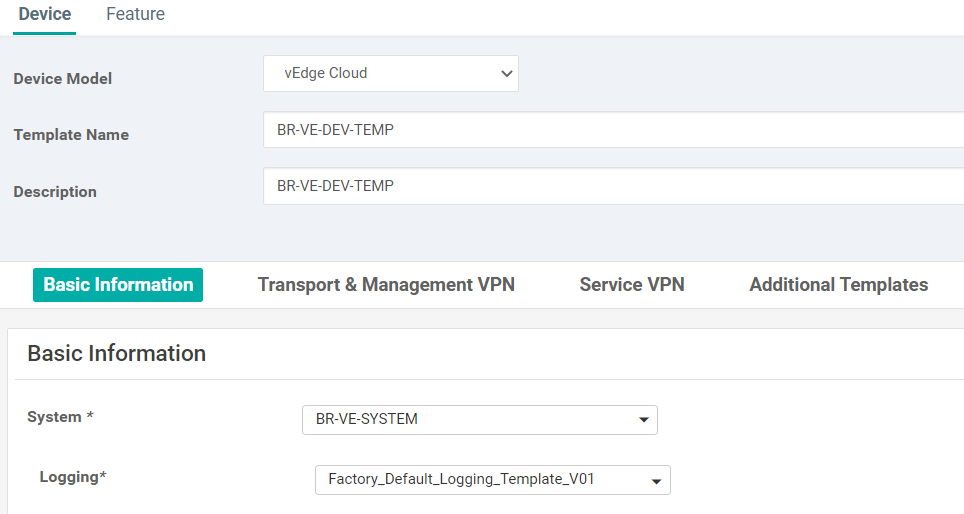 Device Feature
Device Model vEdge Cloud
Template Name BR-VE-DEV-TEMP
Description BR-VE-DEV-TEMP
Basic Information Transport & Management VPN Service VPN Additional Templates
Basic Information
System * BR-VE-SYSTEM
Logging* Factory_Default_Logging_Template_V01